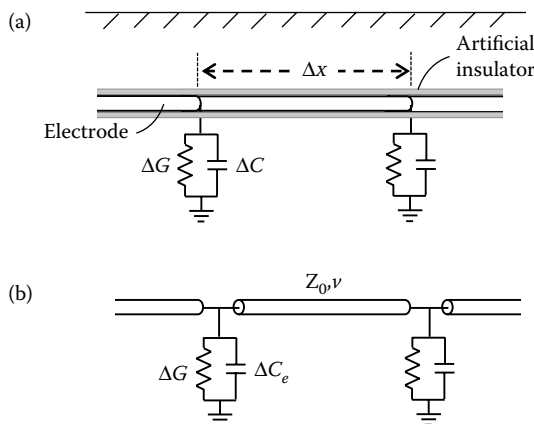 (a)
Artificial
insulator
Δx
Electrode
ΔG
ΔC
(b)
Z₀,ν
ΔG
ΔCₑ